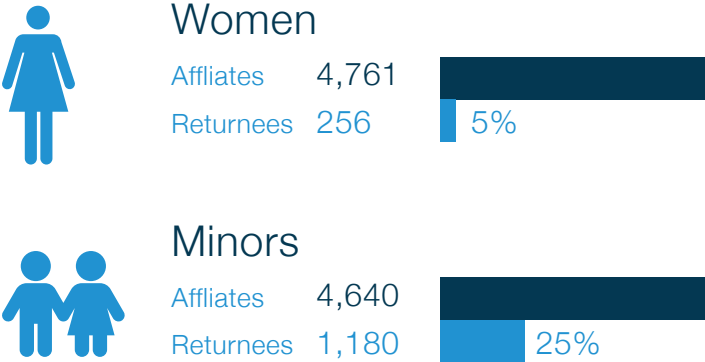 Women
Affliates 4,761
Returnees 256 5%
Minors
Affliates 4,640
Returnees 1,180 25%